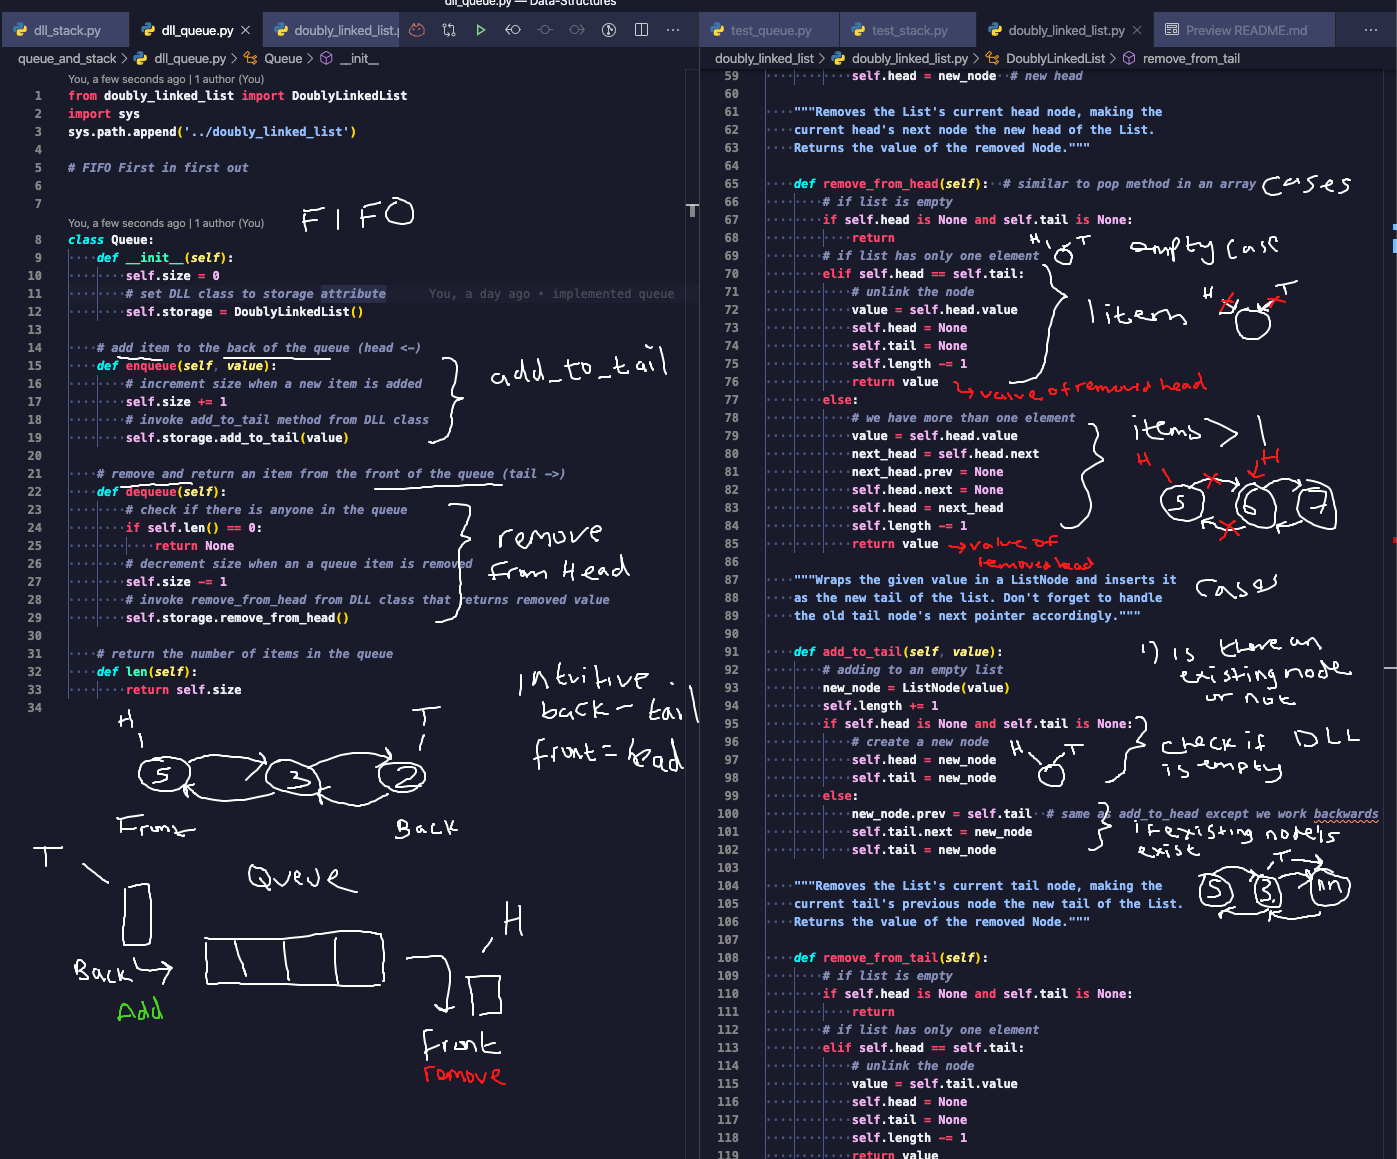 dll_queue.py — Data-Structures
dll_stack.py
dll_queue.py ×
doubly_linked_list.p
queue_and_stack > dll_queue.py > Queue > __init__
You, a few seconds ago | 1 author (You)
1 from doubly_linked_list import DoublyLinkedList
2 import sys
3 sys.path.append('../doubly_linked_list')
4
5 # FIFO First in first out
6
7
You, a few seconds ago | 1 author (You)
FIFO
8 class Queue:
9 def __init__(self):
10 self.size = 0
11 # set DLL class to storage attribute You, a day ago • implemented queue
12 self.storage = DoublyLinkedList()
13
14 # add item to the back of the queue (head <-)
15 def enqueue(self, value):
16 # increment size when a new item is added
17 self.size += 1
18 # invoke add_to_tail method from DLL class
19 self.storage.add_to_tail(value)
add_to_tail
20
21 # remove and return an item from the front of the queue (tail ->)
22 def dequeue(self):
23 # check if there is anyone in the queue
24 if self.len() == 0:
25 return None
26 # decrement size when an a queue item is removed
27 self.size -= 1
28 # invoke remove_from_head from DLL class that returns removed value
29 self.storage.remove_from_head()
remove
from Head
30
31 # return the number of items in the queue
32 def len(self):
33 return self.size
34
intuitive.
back - tail
front = head
H
T
5 3 2
Front
Back
T
Queue
H
Back
Add
Front
remove
test_queue.py
test_stack.py
doubly_linked_list.py ×
Preview README.md
doubly_linked_list > doubly_linked_list.py > DoublyLinkedList > remove_from_tail
59 self.head = new_node # new head
60
61 """Removes the List's current head node, making the
62 current head's next node the new head of the List.
63 Returns the value of the removed Node."""
64
65 def remove_from_head(self): # similar to pop method in an array
cases
66 # if list is empty
67 if self.head is None and self.tail is None:
68 return
H T
empty case
69 # if list has only one element
70 elif self.head == self.tail:
71 # unlink the node
72 value = self.head.value
73 self.head = None
74 self.tail = None
75 self.length -= 1
76 return value
1 item
H T
value of removed head
77 else:
78 # we have more than one element
79 value = self.head.value
80 next_head = self.head.next
81 next_head.prev = None
82 self.head.next = None
83 self.head = next_head
84 self.length -= 1
85 return value
items > 1
H H
5 6 7
value of
removed head
86
87 """Wraps the given value in a ListNode and inserts it
88 as the new tail of the list. Don't forget to handle
89 the old tail node's next pointer accordingly."""
cases
90
91 def add_to_tail(self, value):
92 # adding to an empty list
93 new_node = ListNode(value)
94 self.length += 1
1) is there an
existing node
or not
95 if self.head is None and self.tail is None:
96 # create a new node
97 self.head = new_node
98 self.tail = new_node
H T
check if DLL
is empty
99 else:
100 new_node.prev = self.tail # same as add_to_head except we work backwards
101 self.tail.next = new_node
102 self.tail = new_node
if existing node's
exist
T
5 3 nn
103
104 """Removes the List's current tail node, making the
105 current tail's previous node the new tail of the List.
106 Returns the value of the removed Node."""
107
108 def remove_from_tail(self):
109 # if list is empty
110 if self.head is None and self.tail is None:
111 return
112 # if list has only one element
113 elif self.head == self.tail:
114 # unlink the node
115 value = self.tail.value
116 self.head = None
117 self.tail = None
118 self.length -= 1
119 return value